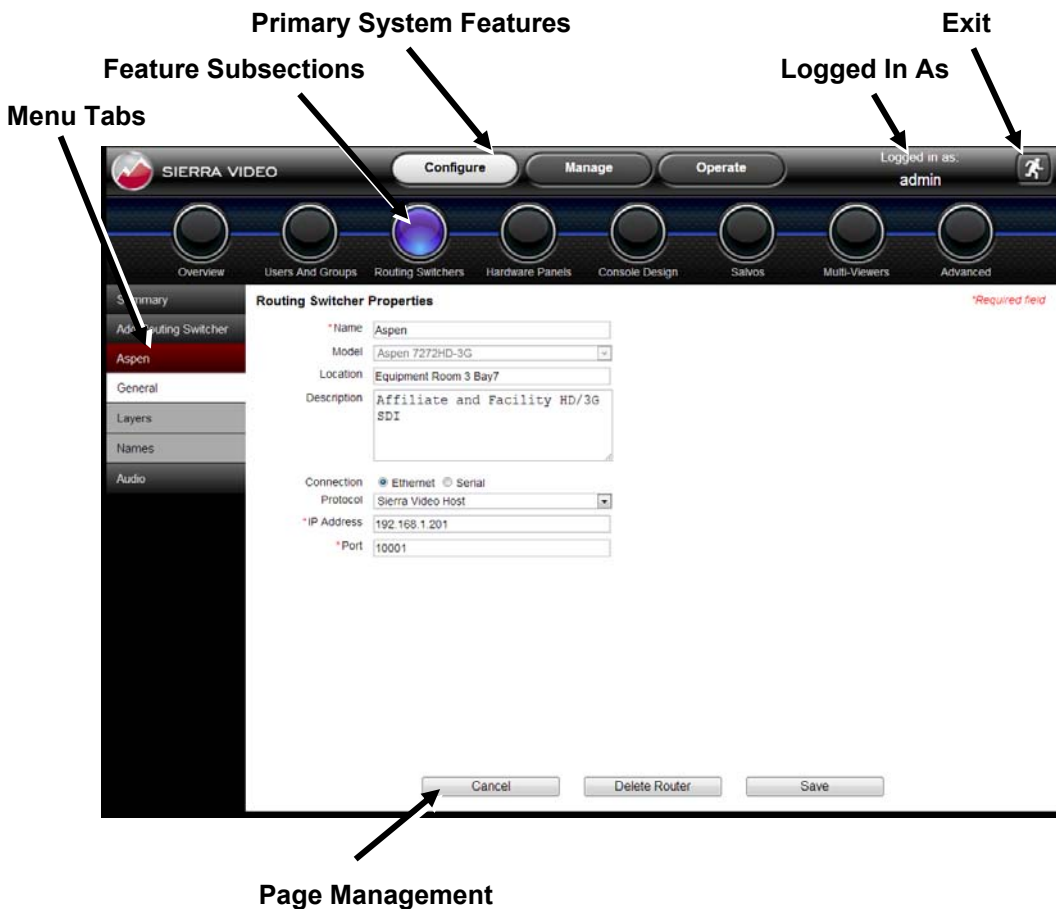 Primary System Features
Exit
Feature Subsections
Logged In As
Menu Tabs
SIERRA VIDEO
Configure
Manage
Operate
Logged in as:
admin
Overview
Users And Groups
Routing Switchers
Hardware Panels
Console Design
Salvos
Multi-Viewers
Advanced
Summary
Add Routing Switcher
Aspen
General
Layers
Names
Audio
Routing Switcher Properties
*Required field
*Name Aspen
Model Aspen 7272HD-3G
Location Equipment Room 3 Bay7
Description Affiliate and Facility HD/3G
SDI
Connection Ethernet Serial
Protocol Sierra Video Host
*IP Address 192.168.1.201
*Port 10001
Cancel
Delete Router
Save
Page Management